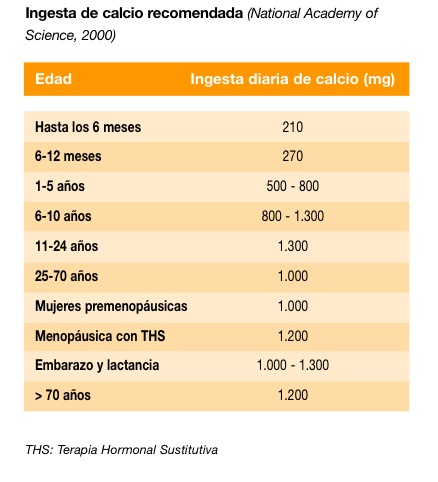 Ingesta de calcio recomendada (National Academy of
Science, 2000)
Edad Ingesta diaria de calcio (mg)
Hasta los 6 meses 210
6-12 meses 270
1-5 años 500 - 800
6-10 años 800 - 1.300
11-24 años 1.300
25-70 años 1.000
Mujeres premenopáusicas 1.000
Menopáusica con THS 1.200
Embarazo y lactancia 1.000 - 1.300
> 70 años 1.200
THS: Terapia Hormonal Sustitutiva